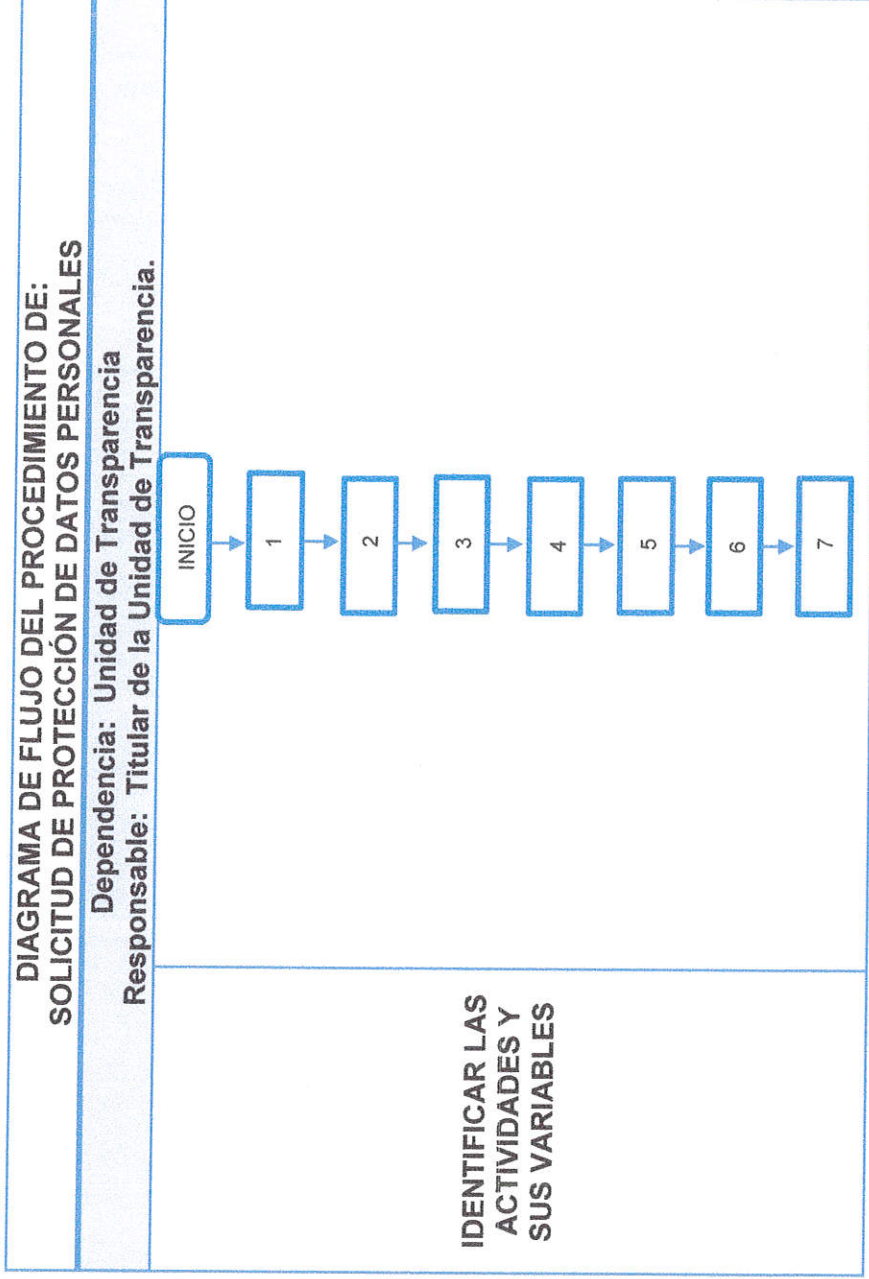 DIAGRAMA DE FLUJO DEL PROCEDIMIENTO DE:
SOLICITUD DE PROTECCIÓN DE DATOS PERSONALES
Dependencia: Unidad de Transparencia
Responsable: Titular de la Unidad de Transparencia.
IDENTIFICAR LAS
ACTIVIDADES Y
SUS VARIABLES
INICIO
1
2
3
4
5
6
7